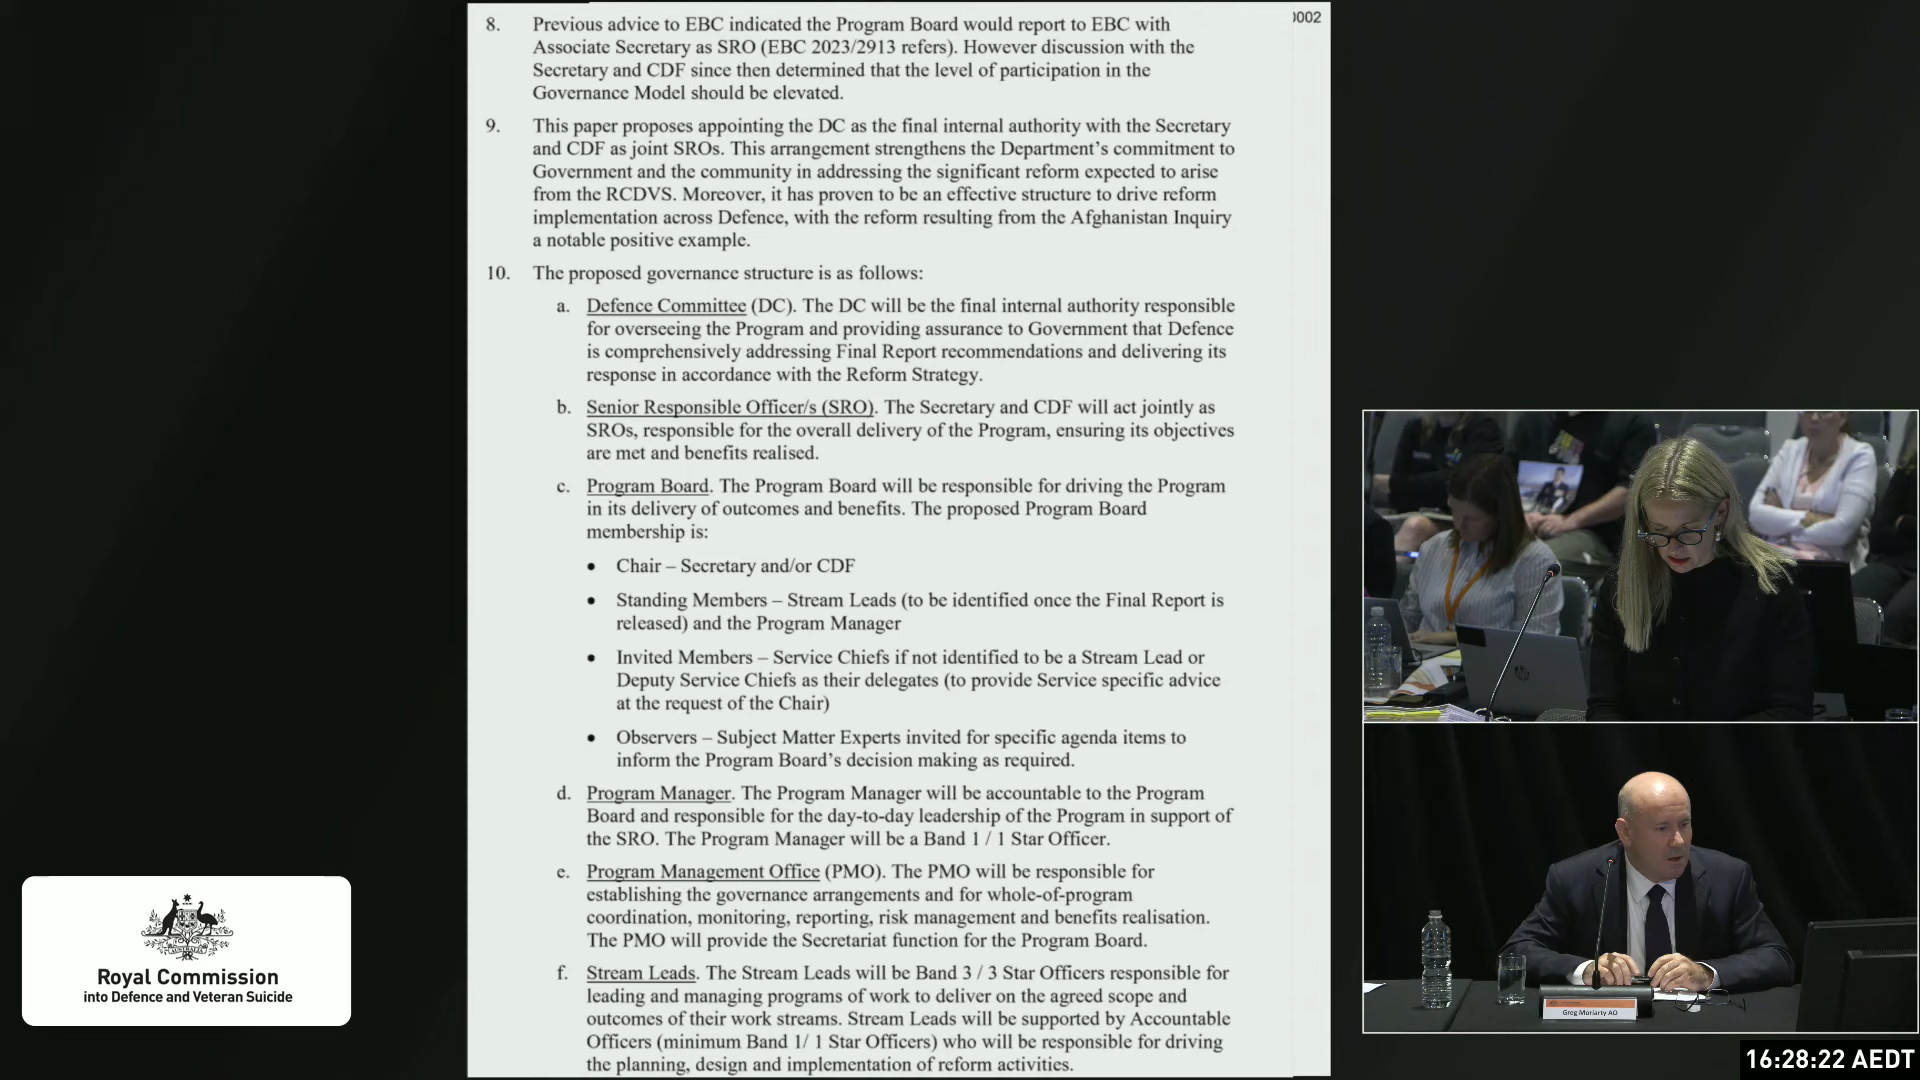 0002
8. Previous advice to EBC indicated the Program Board would report to EBC with
Associate Secretary as SRO (EBC 2023/2913 refers). However discussion with the
Secretary and CDF since then determined that the level of participation in the
Governance Model should be elevated.
9. This paper proposes appointing the DC as the final internal authority with the Secretary
and CDF as joint SROs. This arrangement strengthens the Department's commitment to
Government and the community in addressing the significant reform expected to arise
from the RCDVS. Moreover, it has proven to be an effective structure to drive reform
implementation across Defence, with the reform resulting from the Afghanistan Inquiry
a notable positive example.
10. The proposed governance structure is as follows:
a. Defence Committee (DC). The DC will be the final internal authority responsible
for overseeing the Program and providing assurance to Government that Defence
is comprehensively addressing Final Report recommendations and delivering its
response in accordance with the Reform Strategy.
b. Senior Responsible Officer/s (SRO). The Secretary and CDF will act jointly as
SROs, responsible for the overall delivery of the Program, ensuring its objectives
are met and benefits realised.
c. Program Board. The Program Board will be responsible for driving the Program
in its delivery of outcomes and benefits. The proposed Program Board
membership is:
• Chair – Secretary and/or CDF
• Standing Members – Stream Leads (to be identified once the Final Report is
released) and the Program Manager
• Invited Members – Service Chiefs if not identified to be a Stream Lead or
Deputy Service Chiefs as their delegates (to provide Service specific advice
at the request of the Chair)
• Observers – Subject Matter Experts invited for specific agenda items to
inform the Program Board's decision making as required.
d. Program Manager. The Program Manager will be accountable to the Program
Board and responsible for the day-to-day leadership of the Program in support of
the SRO. The Program Manager will be a Band 1 / 1 Star Officer.
e. Program Management Office (PMO). The PMO will be responsible for
establishing the governance arrangements and for whole-of-program
coordination, monitoring, reporting, risk management and benefits realisation.
The PMO will provide the Secretariat function for the Program Board.
f. Stream Leads. The Stream Leads will be Band 3 / 3 Star Officers responsible for
leading and managing programs of work to deliver on the agreed scope and
outcomes of their work streams. Stream Leads will be supported by Accountable
Officers (minimum Band 1/ 1 Star Officers) who will be responsible for driving
the planning, design and implementation of reform activities.
Royal Commission
into Defence and Veteran Suicide
Greg Moriarty AO
16:28:22 AEDT